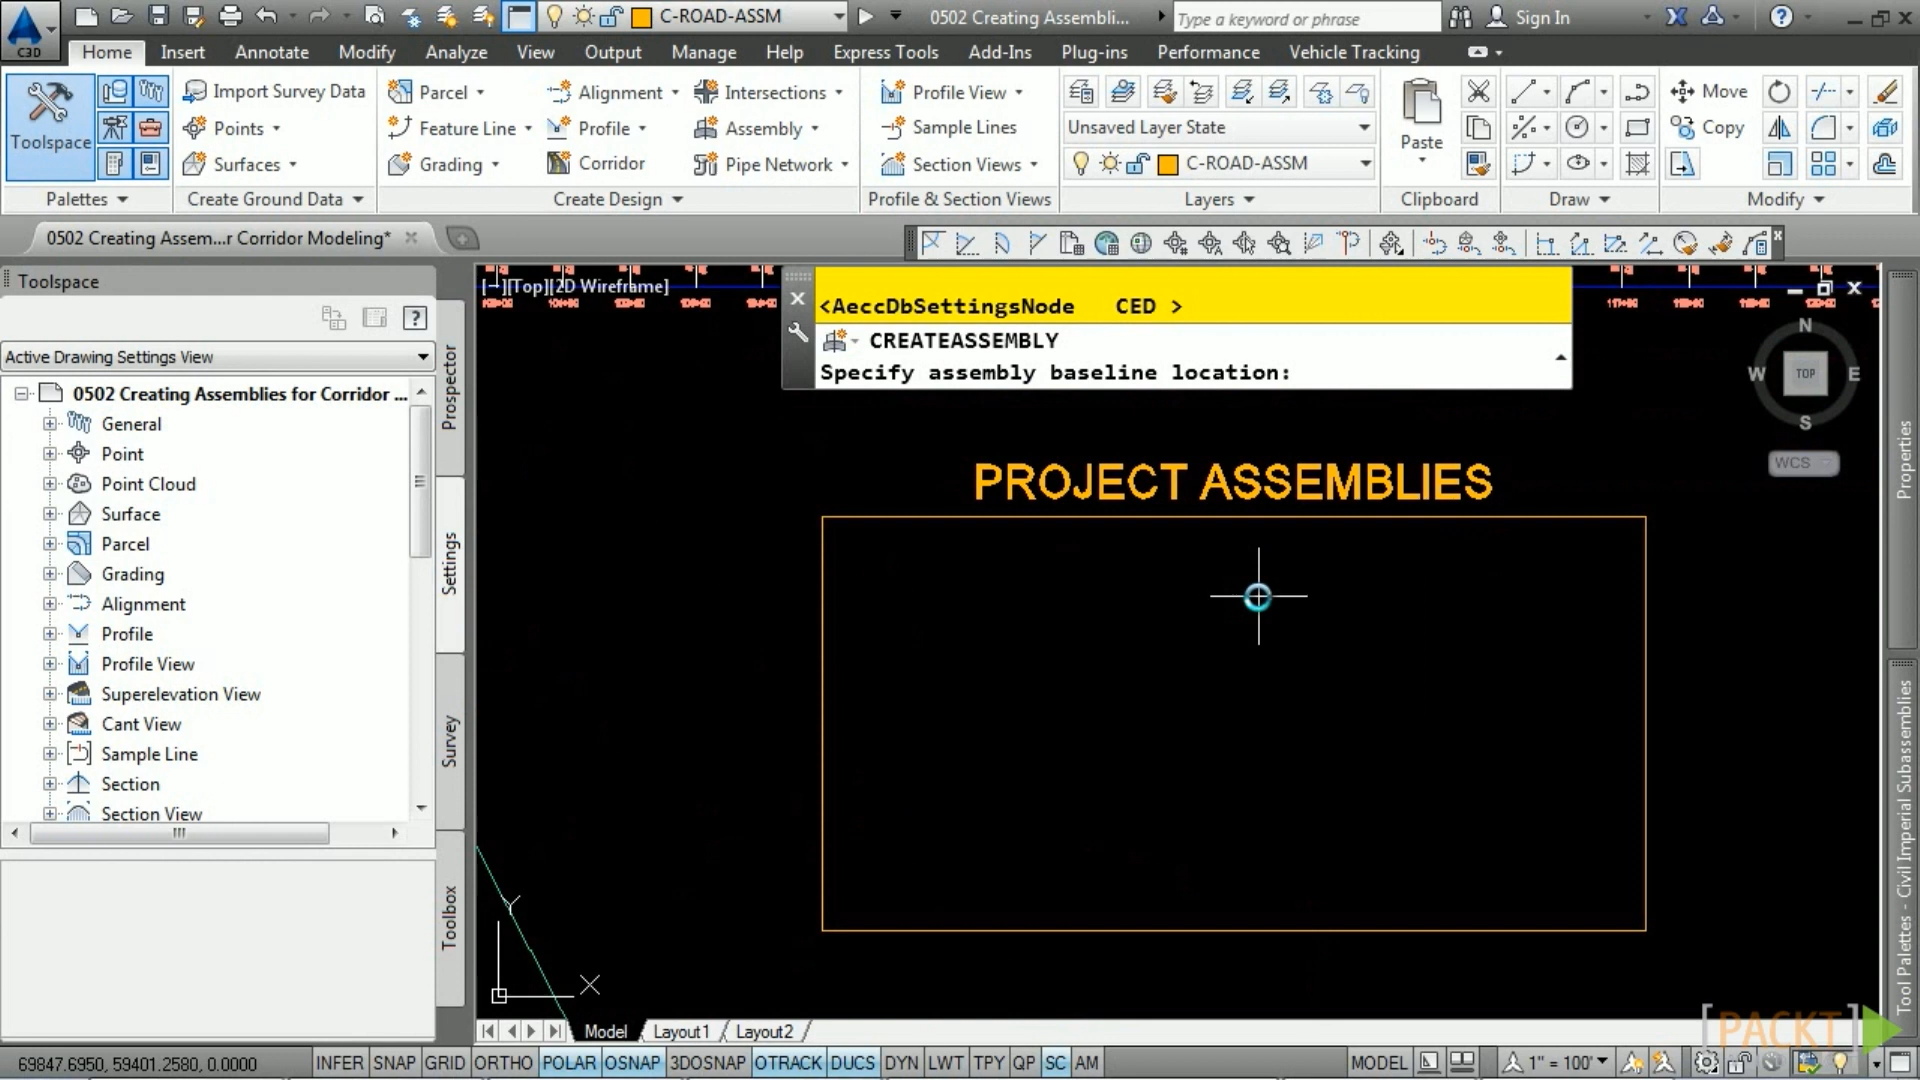 C-ROAD-ASSM
0502 Creating Assembli...
Type a keyword or phrase
Sign In
C3D
Home
Insert
Annotate
Modify
Analyze
View
Output
Manage
Help
Express Tools
Add-Ins
Plug-ins
Performance
Vehicle Tracking
Toolspace
Import Survey Data
Points
Surfaces
Parcel
Feature Line
Grading
Alignment
Profile
Corridor
Intersections
Assembly
Pipe Network
Profile View
Sample Lines
Section Views
Unsaved Layer State
C-ROAD-ASSM
Paste
Move
Copy
Palettes
Create Ground Data
Create Design
Profile & Section Views
Layers
Clipboard
Draw
Modify
0502 Creating Assem...r Corridor Modeling*
Toolspace
Active Drawing Settings View
0502 Creating Assemblies for Corridor ...
General
Point
Point Cloud
Surface
Parcel
Grading
Alignment
Profile
Profile View
Superelevation View
Cant View
Sample Line
Section
Section View
Prospector
Settings
Survey
Toolbox
[-][Top][2D Wireframe]
<AeccDbSettingsNode   CED >
CREATEASSEMBLY
Specify assembly baseline location:
N
W
TOP
E
S
WCS
PROJECT ASSEMBLIES
Y
X
Properties
Tool Palettes - Civil Imperial Subassemblies
[PACKT]
Model
Layout1
Layout2
69847.6950, 59401.2580, 0.0000
INFER SNAP GRID ORTHO POLAR OSNAP 3DOSNAP OTRACK DUCS DYN LWT TPY QP SC AM
MODEL
1" = 100'